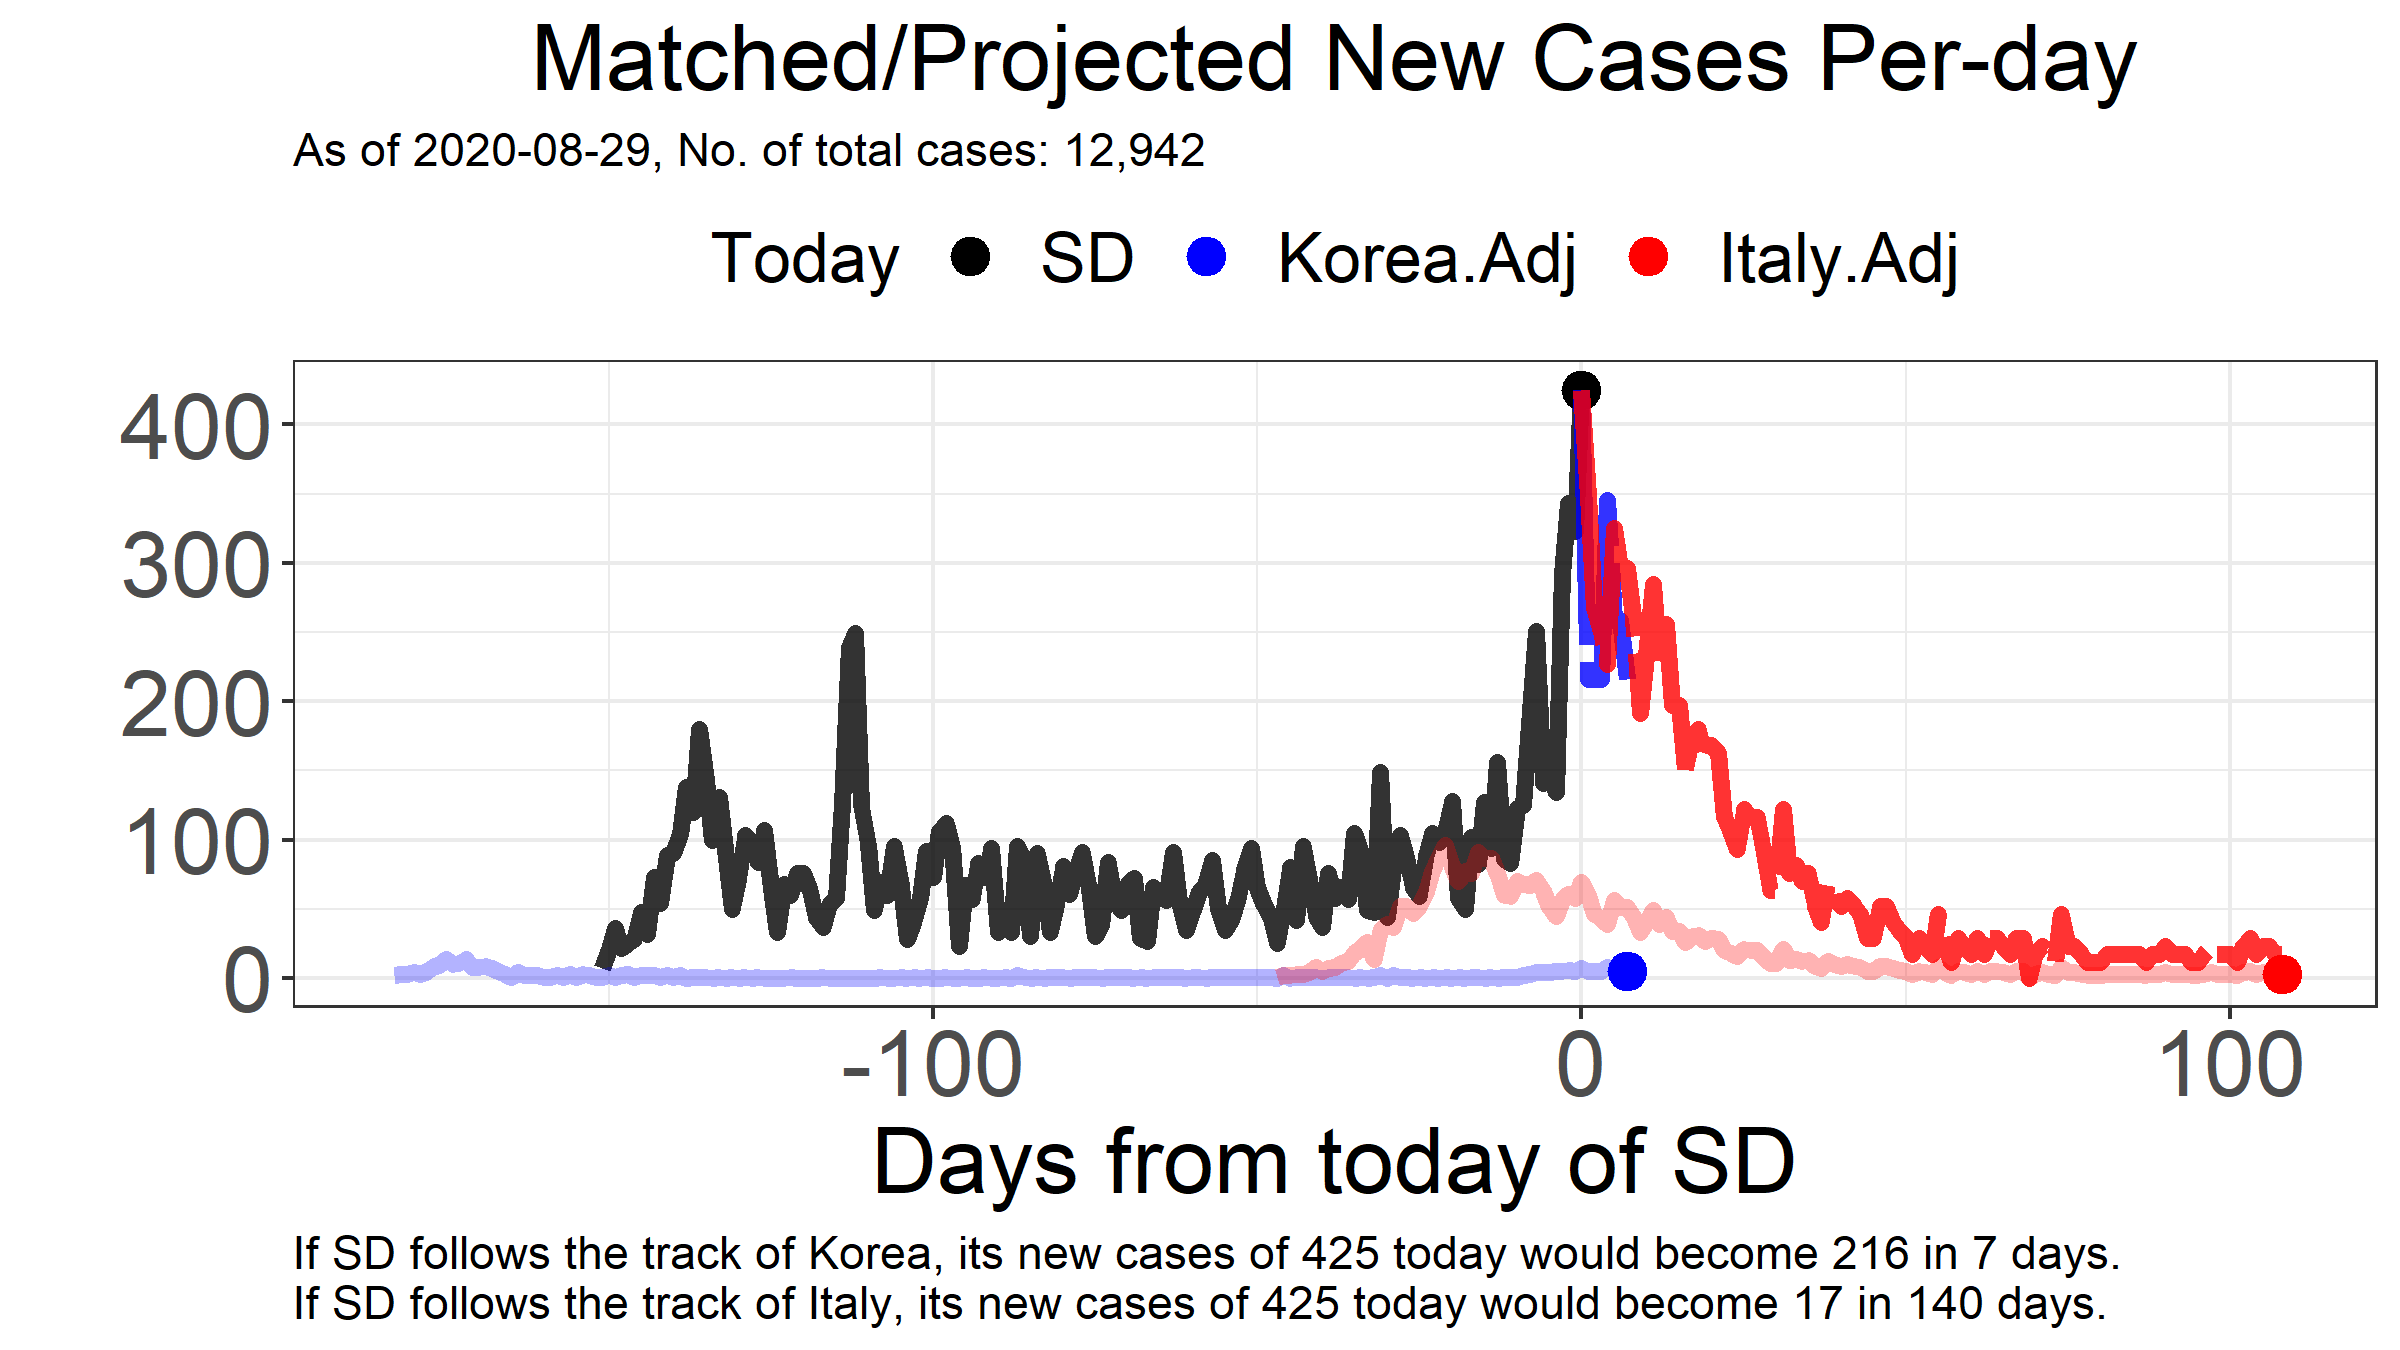 Matched/Projected New Cases Per-day
As of 2020-08-29, No. of total cases: 12,942
Today SD Korea.Adj Italy.Adj
400
300
200
100
0
-100 0 100
Days from today of SD
If SD follows the track of Korea, its new cases of 425 today would become 216 in 7 days.
If SD follows the track of Italy, its new cases of 425 today would become 17 in 140 days.